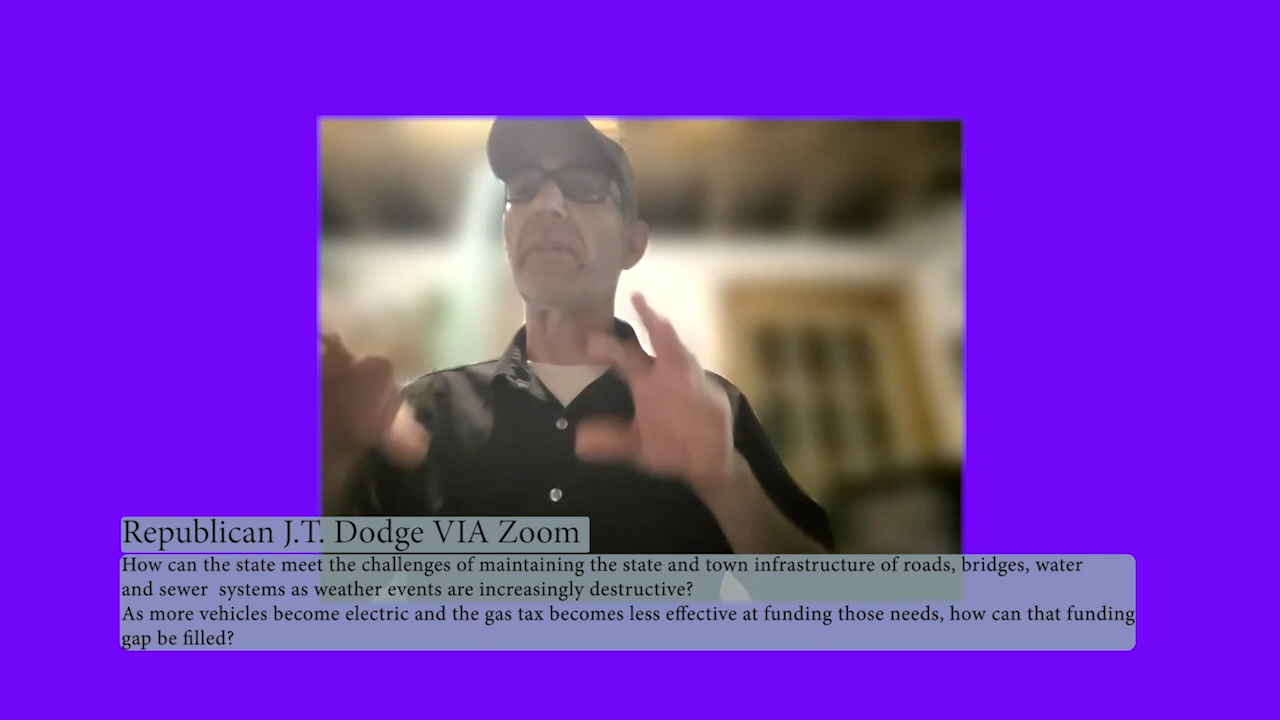 Republican J.T. Dodge VIA Zoom
How can the state meet the challenges of maintaining the state and town infrastructure of roads, bridges, water
and sewer  systems as weather events are increasingly destructive?
As more vehicles become electric and the gas tax becomes less effective at funding those needs, how can that funding
gap be filled?